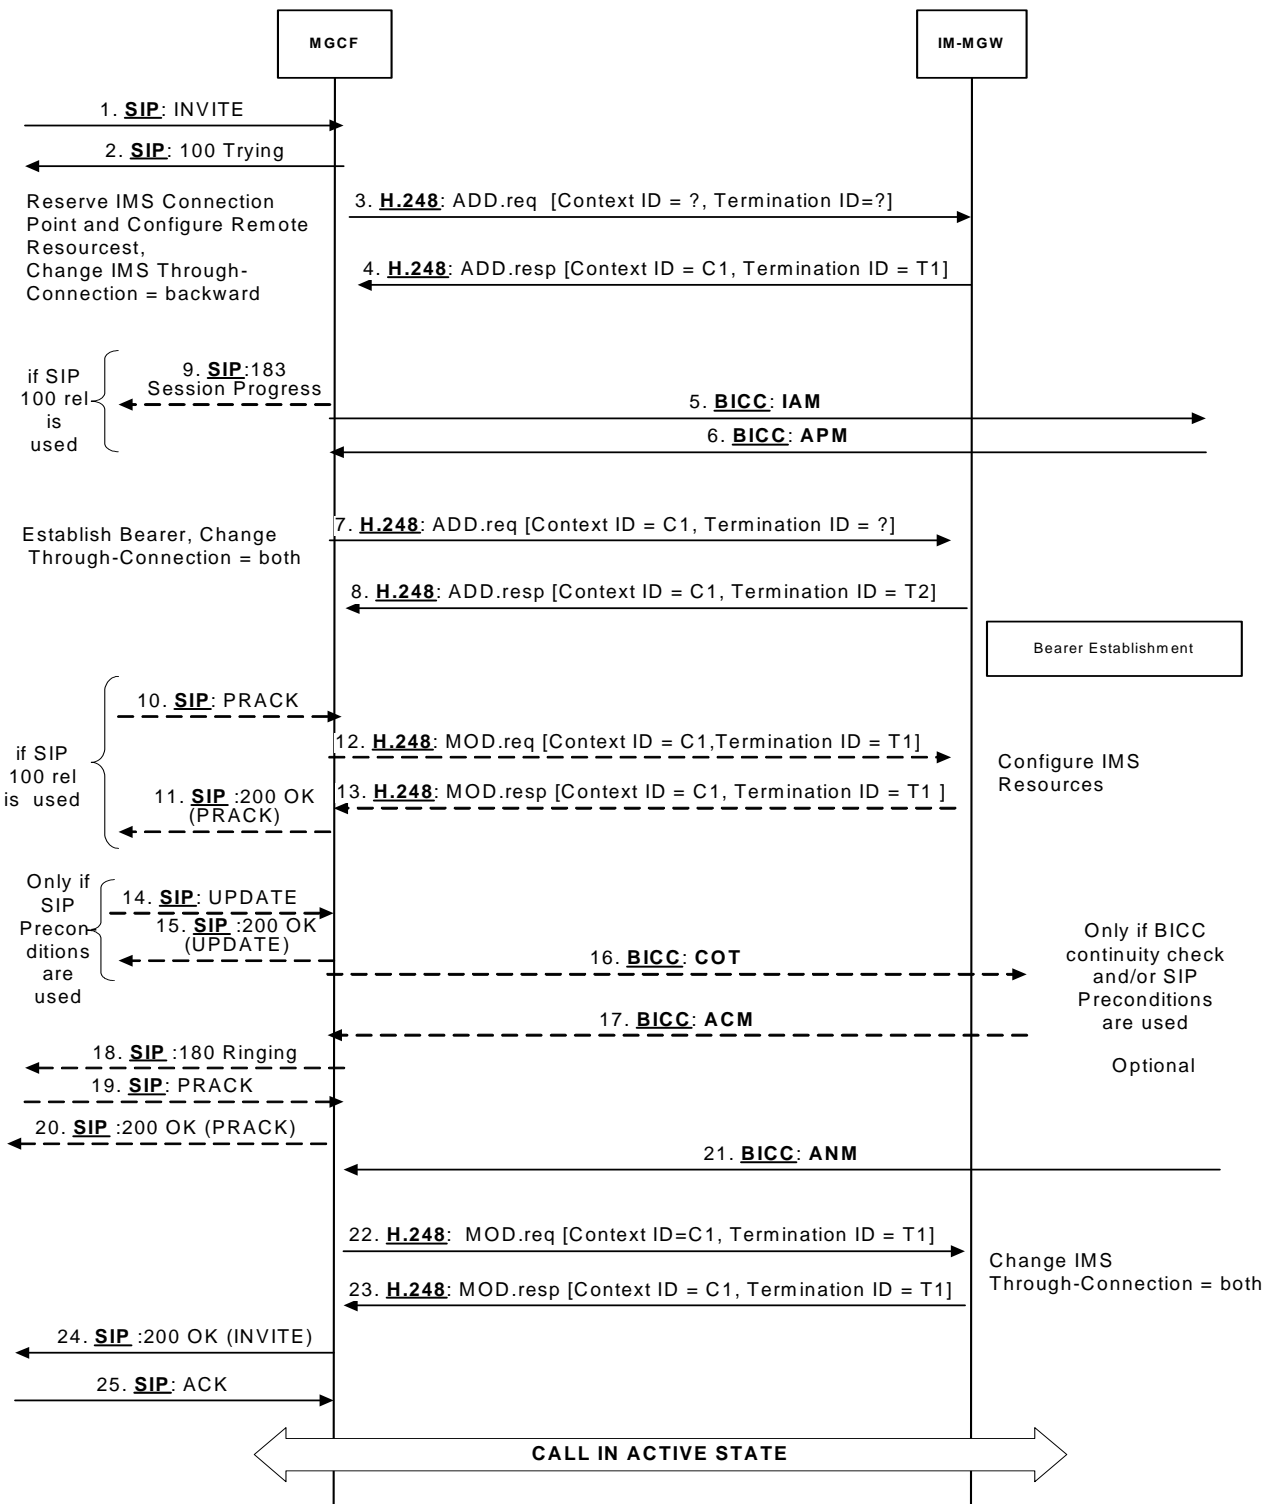 MGCF
IM-MGW
1. SIP: INVITE
2. SIP: 100 Trying
Reserve IMS Connection
Point and Configure Remote
Resourcest,
Change IMS Through-
Connection = backward
3. H.248: ADD.req [Context ID = ?, Termination ID=?]
4. H.248: ADD.resp [Context ID = C1, Termination ID = T1]
if SIP
100 rel
is
used
9. SIP:183
Session Progress
5. BICC: IAM
6. BICC: APM
Establish Bearer, Change
Through-Connection = both
7. H.248: ADD.req [Context ID = C1, Termination ID = ?]
8. H.248: ADD.resp [Context ID = C1, Termination ID = T2]
Bearer Establishment
10. SIP: PRACK
if SIP
100 rel
is used
12. H.248: MOD.req [Context ID = C1,Termination ID = T1]
Configure IMS
Resources
11. SIP :200 OK
(PRACK)
13. H.248: MOD.resp [Context ID = C1, Termination ID = T1 ]
Only if
SIP
Precon
ditions
are
used
14. SIP: UPDATE
15. SIP :200 OK
(UPDATE)
16. BICC: COT
Only if BICC
continuity check
and/or SIP
Preconditions
are used
17. BICC: ACM
18. SIP :180 Ringing
Optional
19. SIP: PRACK
20. SIP :200 OK (PRACK)
21. BICC: ANM
22. H.248: MOD.req [Context ID=C1, Termination ID = T1]
Change IMS
Through-Connection = both
23. H.248: MOD.resp [Context ID = C1, Termination ID = T1]
24. SIP :200 OK (INVITE)
25. SIP: ACK
CALL IN ACTIVE STATE